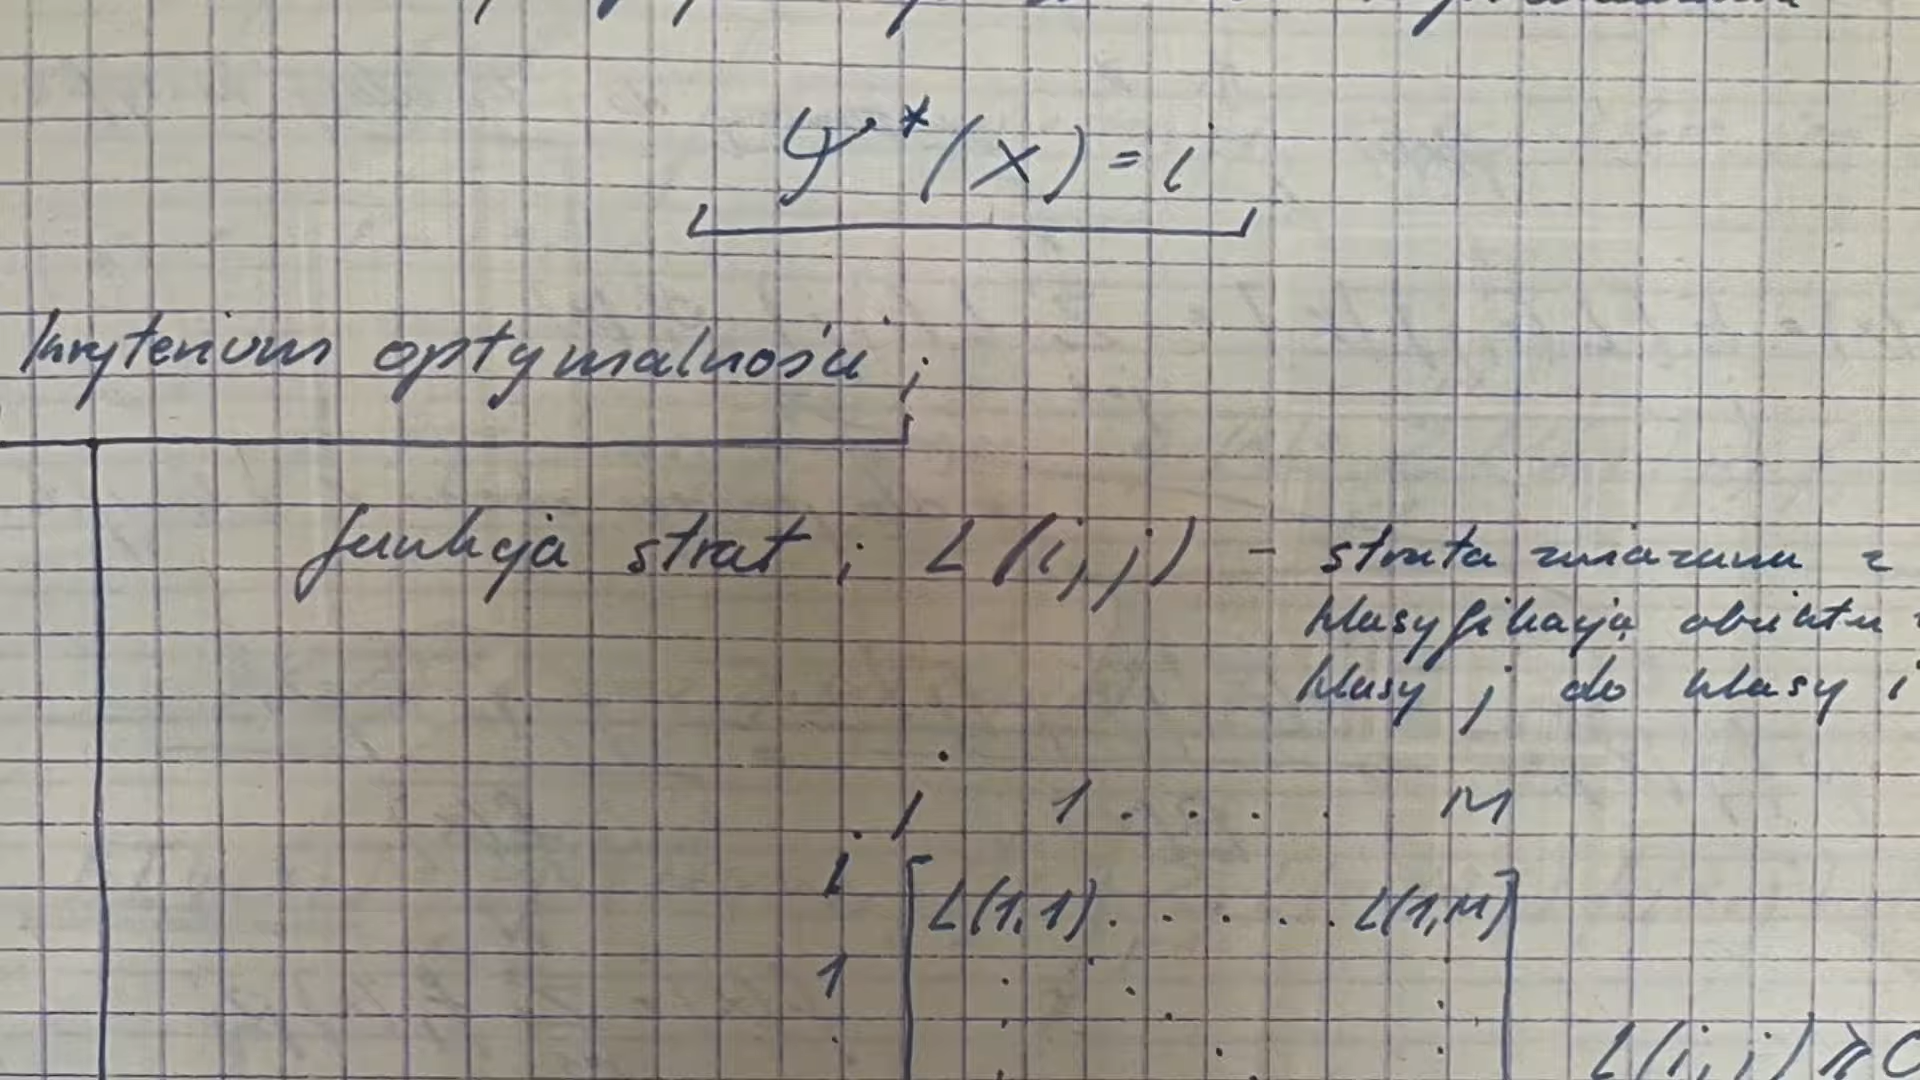 Ψ*(x) = i
kryterium optymalności;
funkcja strat; L(i,j) – strata związana z
klasyfikacją obiektu z
klasy j do klasy i
j 1 . . . . M
i
L(1,1) . . . . . L(1,M)
1
L(i,j) ≥ 0